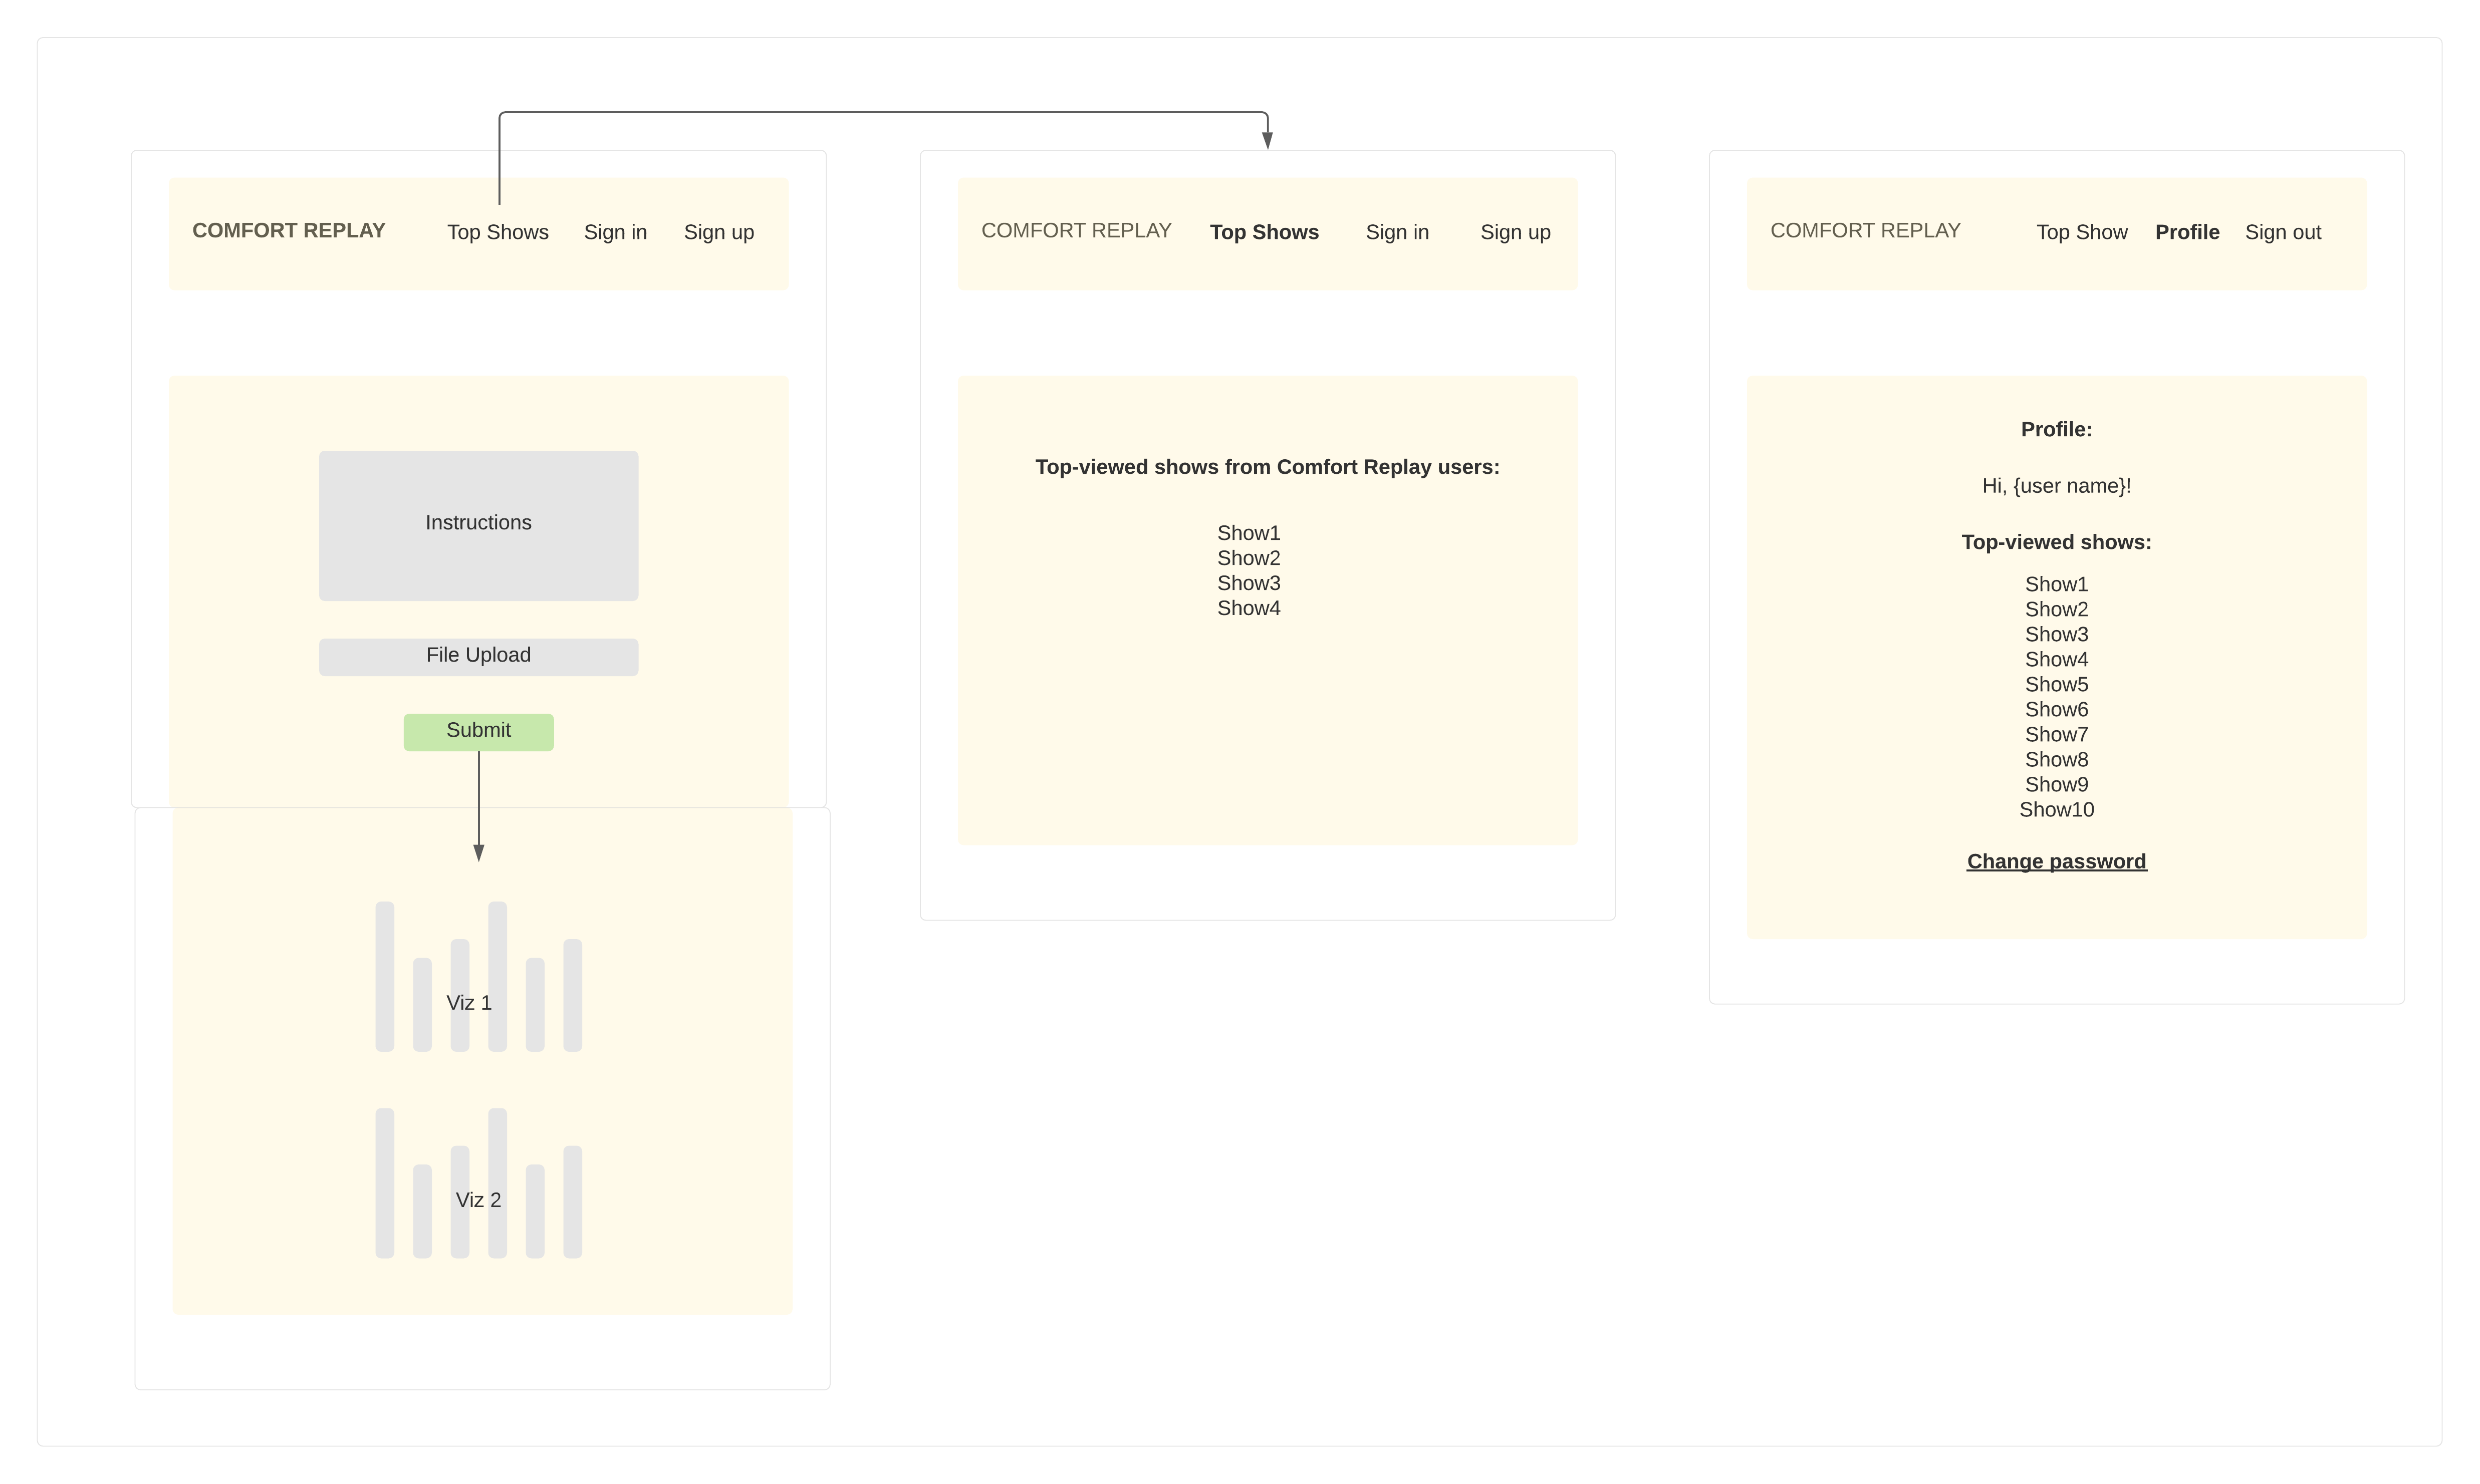 COMFORT REPLAY Top Shows Sign in Sign up
Instructions
File Upload
Submit
Viz 1
Viz 2
COMFORT REPLAY Top Shows Sign in Sign up
Top-viewed shows from Comfort Replay users:
Show1
Show2
Show3
Show4
COMFORT REPLAY Top Show Profile Sign out
Profile:
Hi, {user name}!
Top-viewed shows:
Show1
Show2
Show3
Show4
Show5
Show6
Show7
Show8
Show9
Show10
Change password